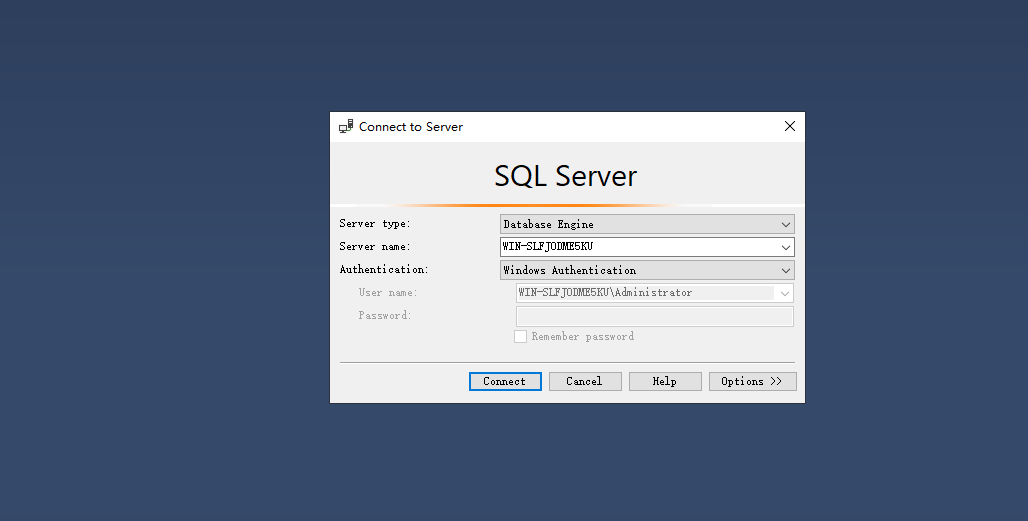 Connect to Server
SQL Server
Server type: Database Engine
Server name: WIN-SLFJODME5KU
Authentication: Windows Authentication
User name: WIN-SLFJODME5KU\Administrator
Password:
Remember password
Connect Cancel Help Options >>